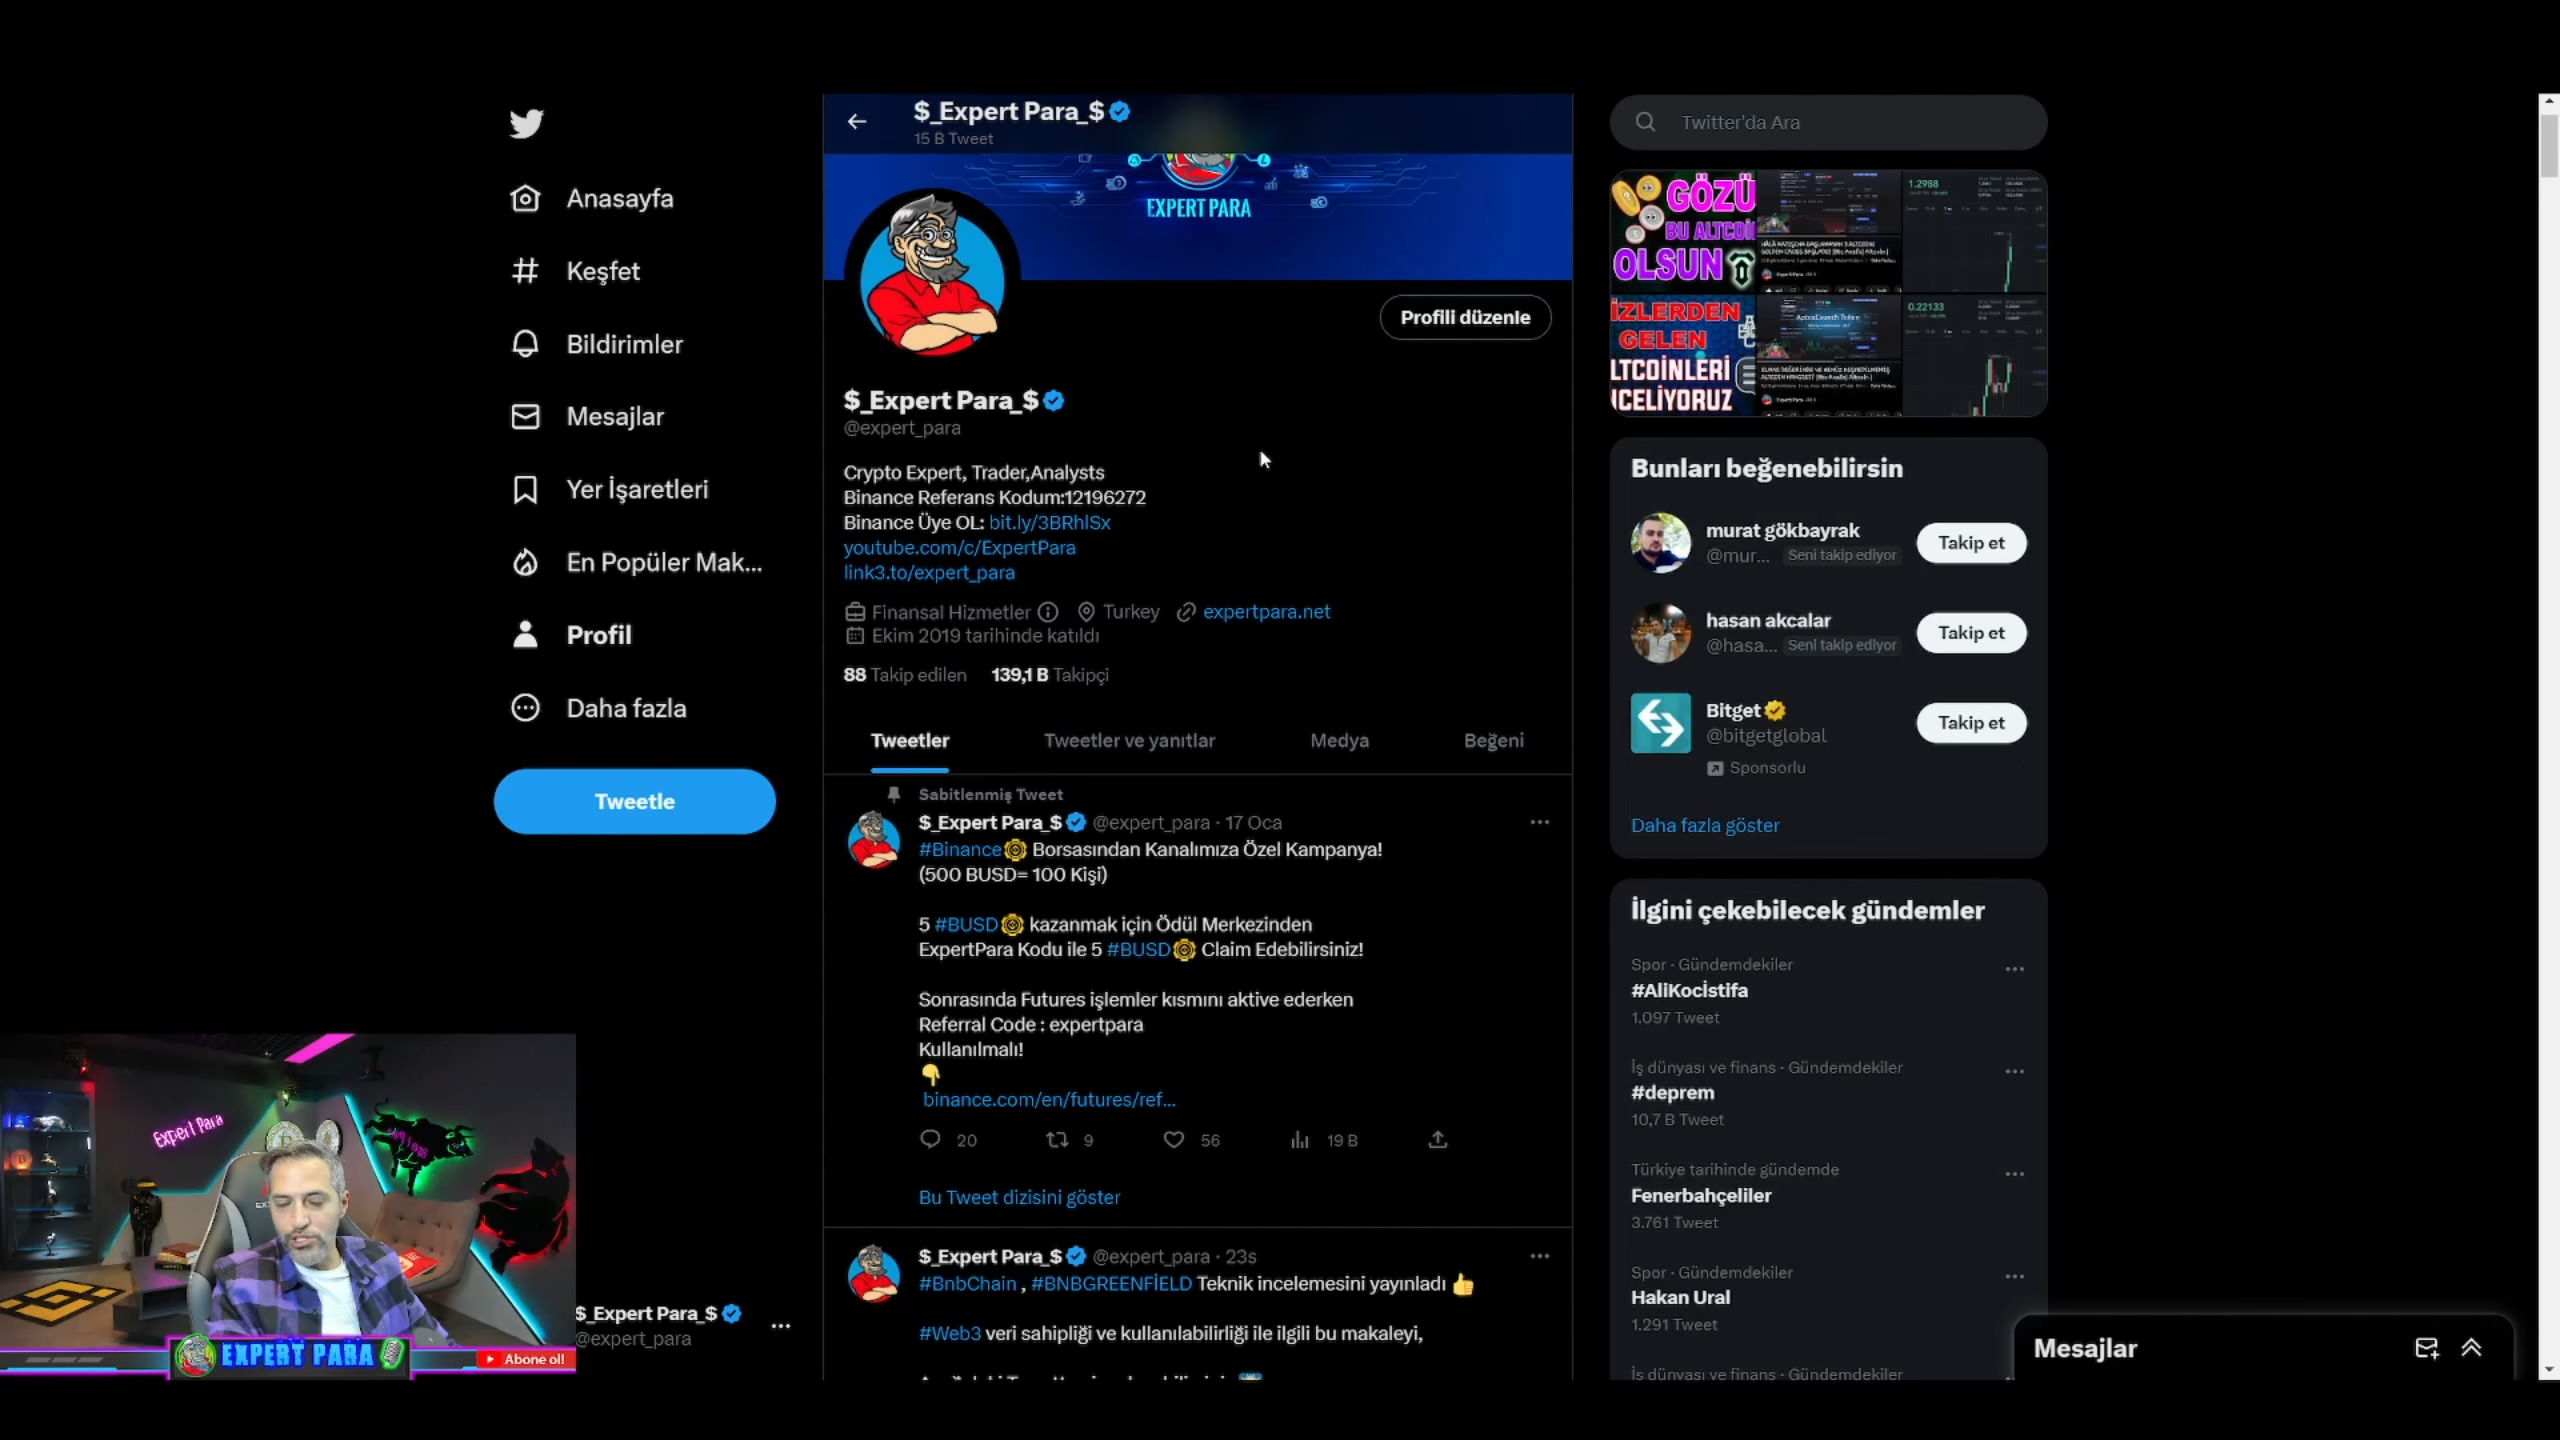 Anasayfa
Keşfet
Bildirimler
Mesajlar
Yer İşaretleri
En Popüler Mak...
Profil
Daha fazla
Tweetle
$_Expert Para_$
@expert_para
$_Expert Para_$
15 B Tweet
EXPERT PARA
Profili düzenle
$_Expert Para_$
@expert_para
Crypto Expert, Trader,Analysts
Binance Referans Kodum:12196272
Binance Üye OL: bit.ly/3BRhlSx
youtube.com/c/ExpertPara
link3.to/expert_para
Finansal Hizmetler Turkey expertpara.net
Ekim 2019 tarihinde katıldı
88 Takip edilen 139,1 B Takipçi
Tweetler Tweetler ve yanıtlar Medya Beğeni
Sabitlenmiş Tweet
$_Expert Para_$ @expert_para · 17 Oca
#Binance Borsasından Kanalımıza Özel Kampanya!
(500 BUSD= 100 Kişi)
5 #BUSD kazanmak için Ödül Merkezinden
ExpertPara Kodu ile 5 #BUSD Claim Edebilirsiniz!
Sonrasında Futures işlemler kısmını aktive ederken
Referral Code : expertpara
Kullanılmalı!
👇
binance.com/en/futures/ref...
20 9 56 19 B
Bu Tweet dizisini göster
$_Expert Para_$ @expert_para · 23s
#BnbChain , #BNBGREENFİELD Teknik incelemesini yayınladı 👍
#Web3 veri sahipliği ve kullanılabilirliği ile ilgili bu makaleyi,
Twitter'da Ara
GÖZÜ
BU ALTCOİN
OLSUN
1.2988
İZLERDEN
GELEN
LTCOİNLERİ
CELİYORUZ
0.22133
Bunları beğenebilirsin
murat gökbayrak
@mur... Seni takip ediyor
Takip et
hasan akcalar
@hasa... Seni takip ediyor
Takip et
Bitget
@bitgetglobal
Sponsorlu
Takip et
Daha fazla göster
İlgini çekebilecek gündemler
Spor · Gündemdekiler
#AliKocistifa
1.097 Tweet
İş dünyası ve finans · Gündemdekiler
#deprem
10,7 B Tweet
Türkiye tarihinde gündemde
Fenerbahçeliler
3.761 Tweet
Spor · Gündemdekiler
Hakan Ural
1.291 Tweet
İş dünyası ve finans · Gündemdekiler
Mesajlar
Expert Para
EXPERT PARA
Abone ol!